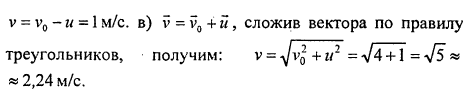 v = v₀ − u = 1 м/с. в) v⃗ = v⃗₀ + u⃗, сложив вектора по правилу
треугольников, получим: v = √(v₀² + u²) = √(4+1) = √5 ≈
≈ 2,24 м/с.